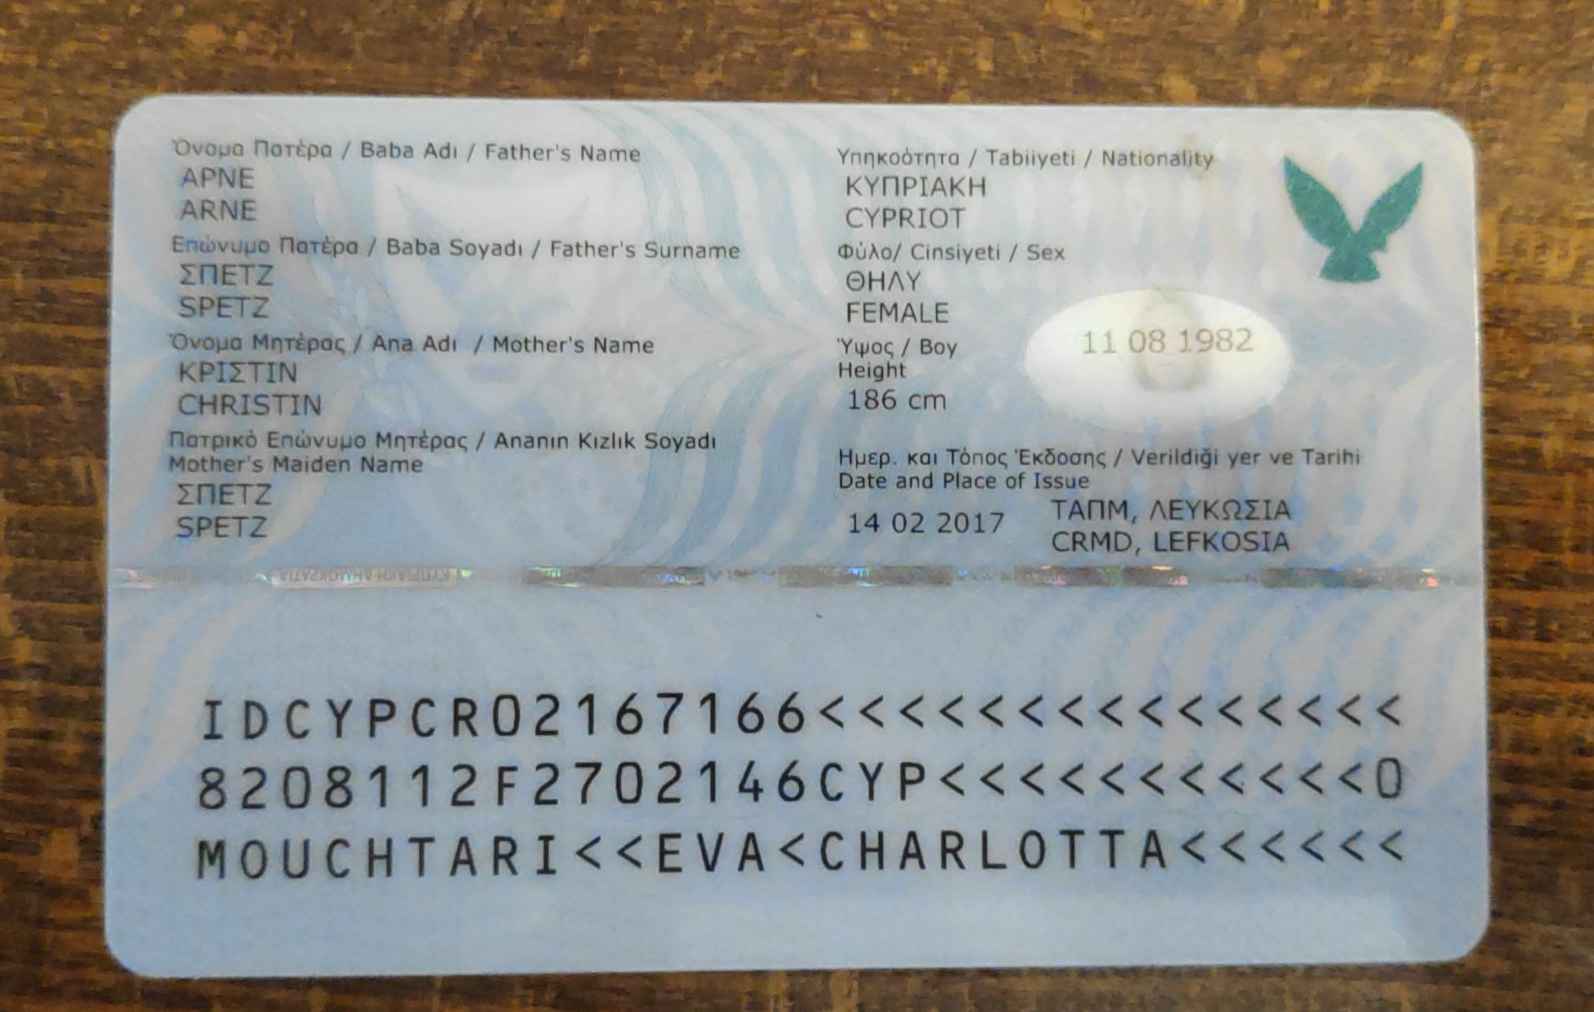 Όνομα Πατέρα / Baba Adı / Father's Name
ΑΡΝΕ
ARNE
Επώνυμο Πατέρα / Baba Soyadı / Father's Surname
ΣΠΕΤΖ
SPETZ
Όνομα Μητέρας / Ana Adı / Mother's Name
ΚΡΙΣΤΙΝ
CHRISTIN
Πατρικό Επώνυμο Μητέρας / Ananın Kızlık Soyadı
Mother's Maiden Name
ΣΠΕΤΖ
SPETZ
Υπηκοότητα / Tabiiyeti / Nationality
ΚΥΠΡΙΑΚΗ
CYPRIOT
Φύλο/ Cinsiyeti / Sex
ΘΗΛΥ
FEMALE
Ύψος / Boy
Height
186 cm
11 08 1982
Ημερ. και Τόπος Έκδοσης / Verildiği yer ve Tarihi
Date and Place of Issue
14 02 2017 ΤΑΠΜ, ΛΕΥΚΩΣΙΑ
CRMD, LEFKOSIA
ΚΥΠΡΙΑΚΗ ΔΗΜΟΚΡΑΤΙΑ
IDCYPCR02167166<<<<<<<<<<<<<<<
8208112F2702146CYP<<<<<<<<<<<0
MOUCHTARI<<EVA<CHARLOTTA<<<<<<